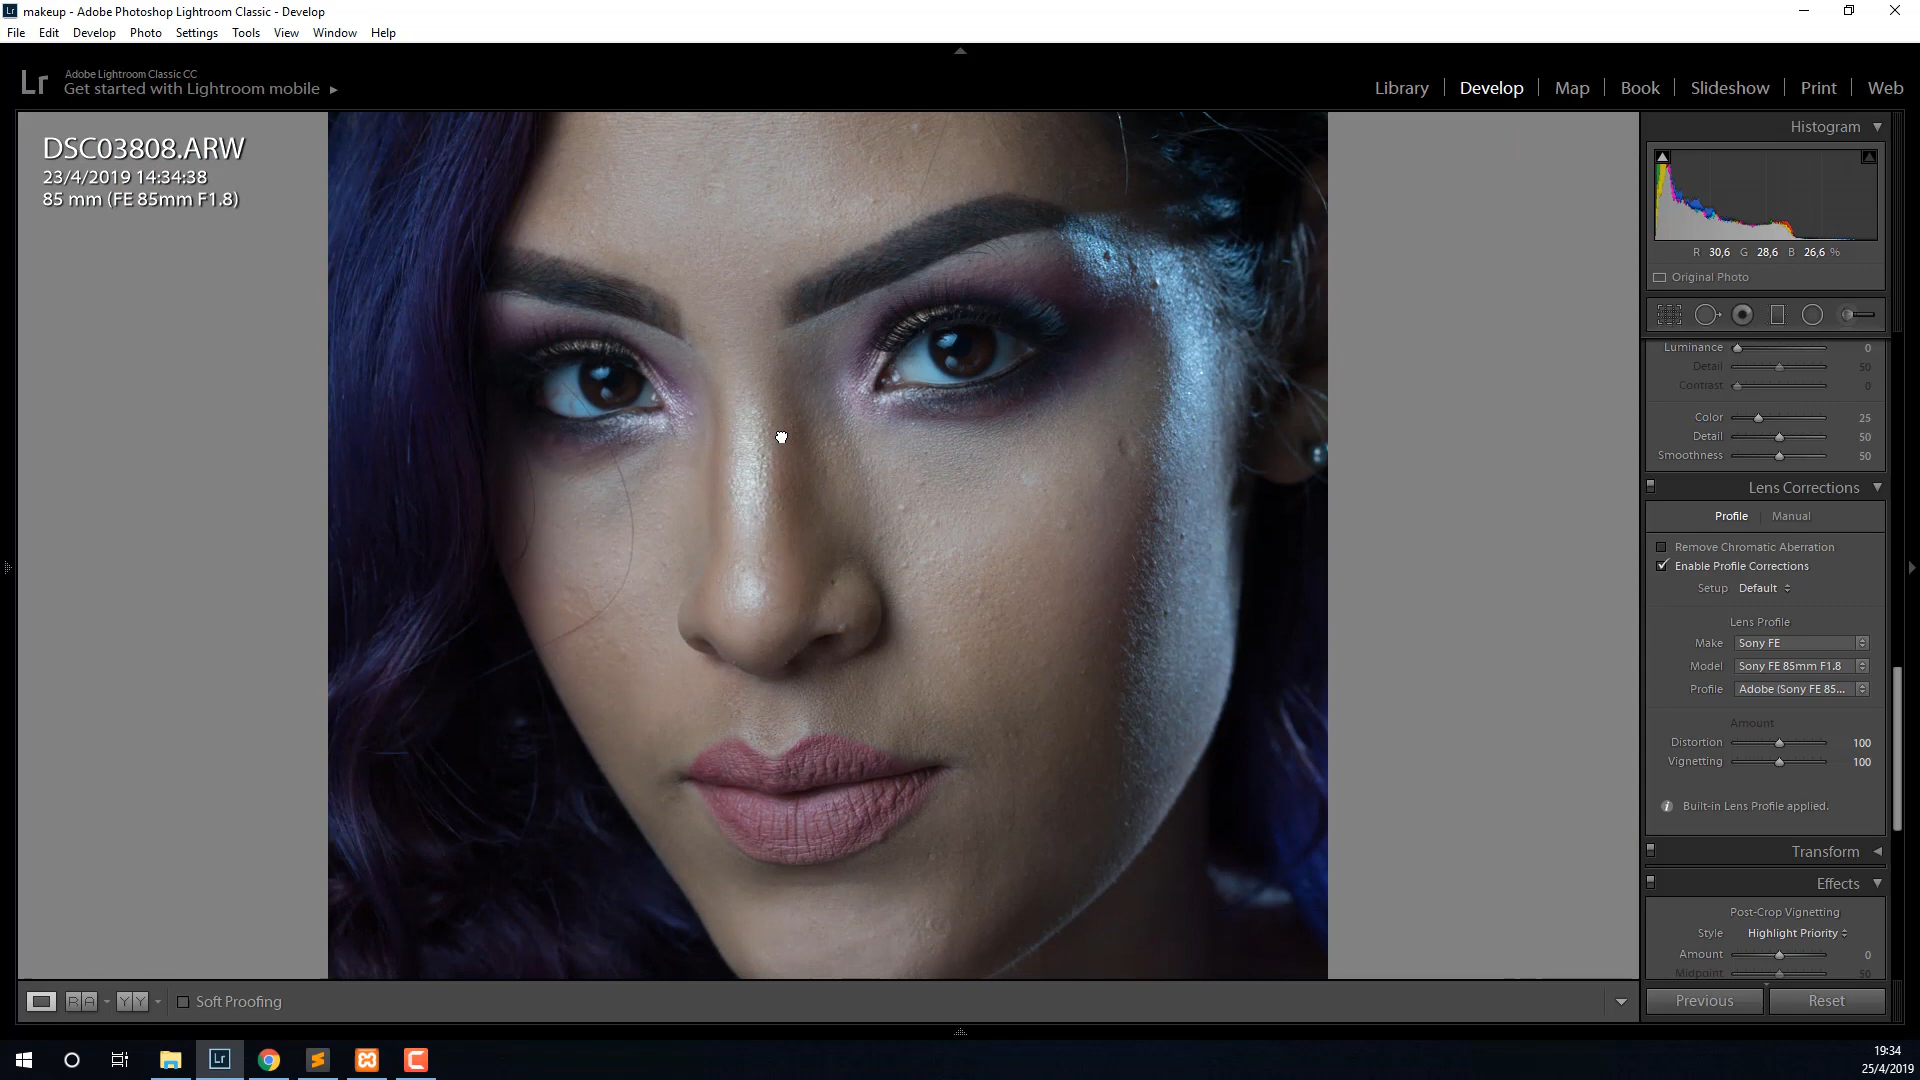 Lr makeup - Adobe Photoshop Lightroom Classic - Develop
File Edit Develop Photo Settings Tools View Window Help
Lr
Adobe Lightroom Classic CC
Get started with Lightroom mobile
Library Develop Map Book Slideshow Print Web
DSC03808.ARW
23/4/2019 14:34:38
85 mm (FE 85mm F1.8)
Histogram
R 30,6 G 28,6 B 26,6 %
Original Photo
Luminance 0
Detail 50
Contrast 0
Color 25
Detail 50
Smoothness 50
Lens Corrections
Profile Manual
Remove Chromatic Aberration
Enable Profile Corrections
Setup Default
Lens Profile
Make Sony FE
Model Sony FE 85mm F1.8
Profile Adobe (Sony FE 85...
Amount
Distortion 100
Vignetting 100
Built-in Lens Profile applied.
Transform
Effects
Post-Crop Vignetting
Style Highlight Priority
Amount 0
Midpoint 50
R A Y Y Soft Proofing
Previous Reset
Lr
19:34
25/4/2019